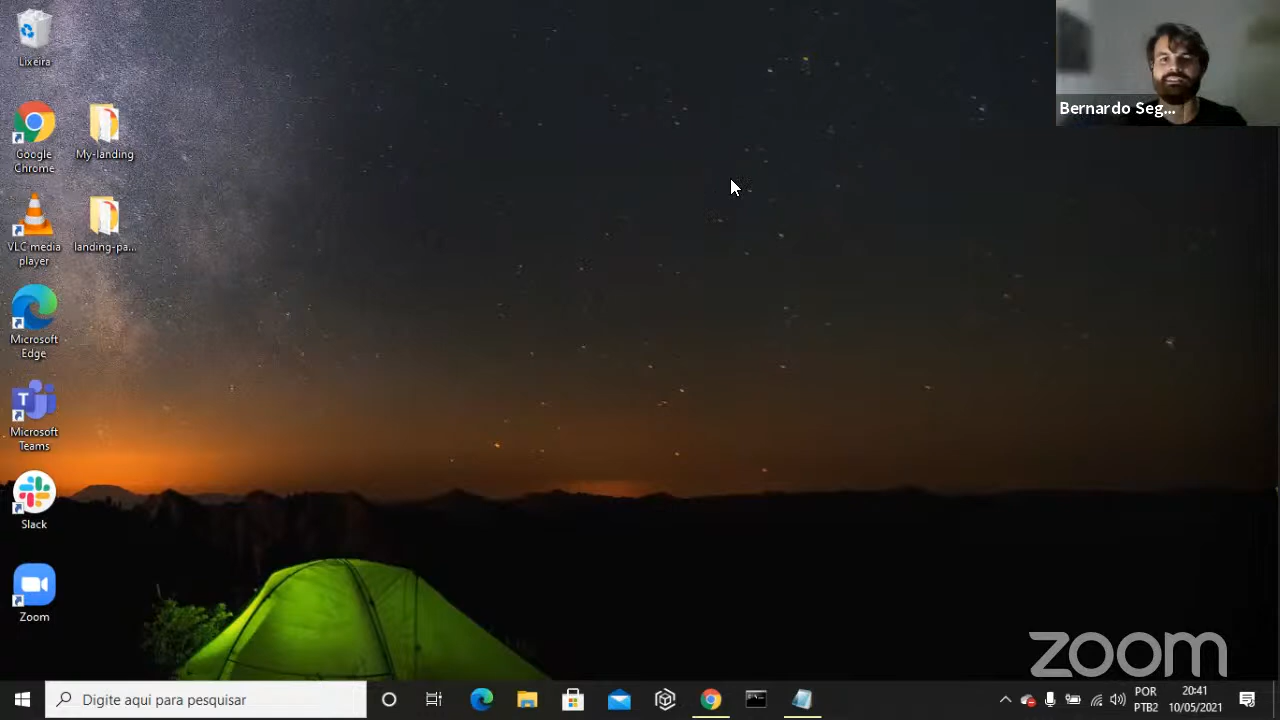 Lixeira
Google
Chrome
My-landing
VLC media
player
landing-pa...
Microsoft
Edge
Microsoft
Teams
Slack
Zoom
Bernardo Seg...
zoom
Digite aqui para pesquisar
POR
PTB2
20:41
10/05/2021